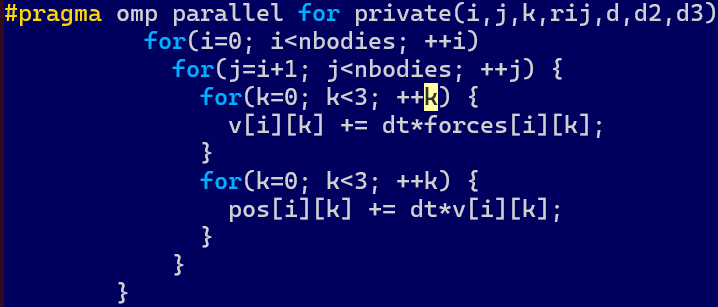 #pragma omp parallel for private(i,j,k,rij,d,d2,d3)
for(i=0; i<nbodies; ++i)
for(j=i+1; j<nbodies; ++j) {
for(k=0; k<3; ++k) {
v[i][k] += dt*forces[i][k];
}
for(k=0; k<3; ++k) {
pos[i][k] += dt*v[i][k];
}
}
}